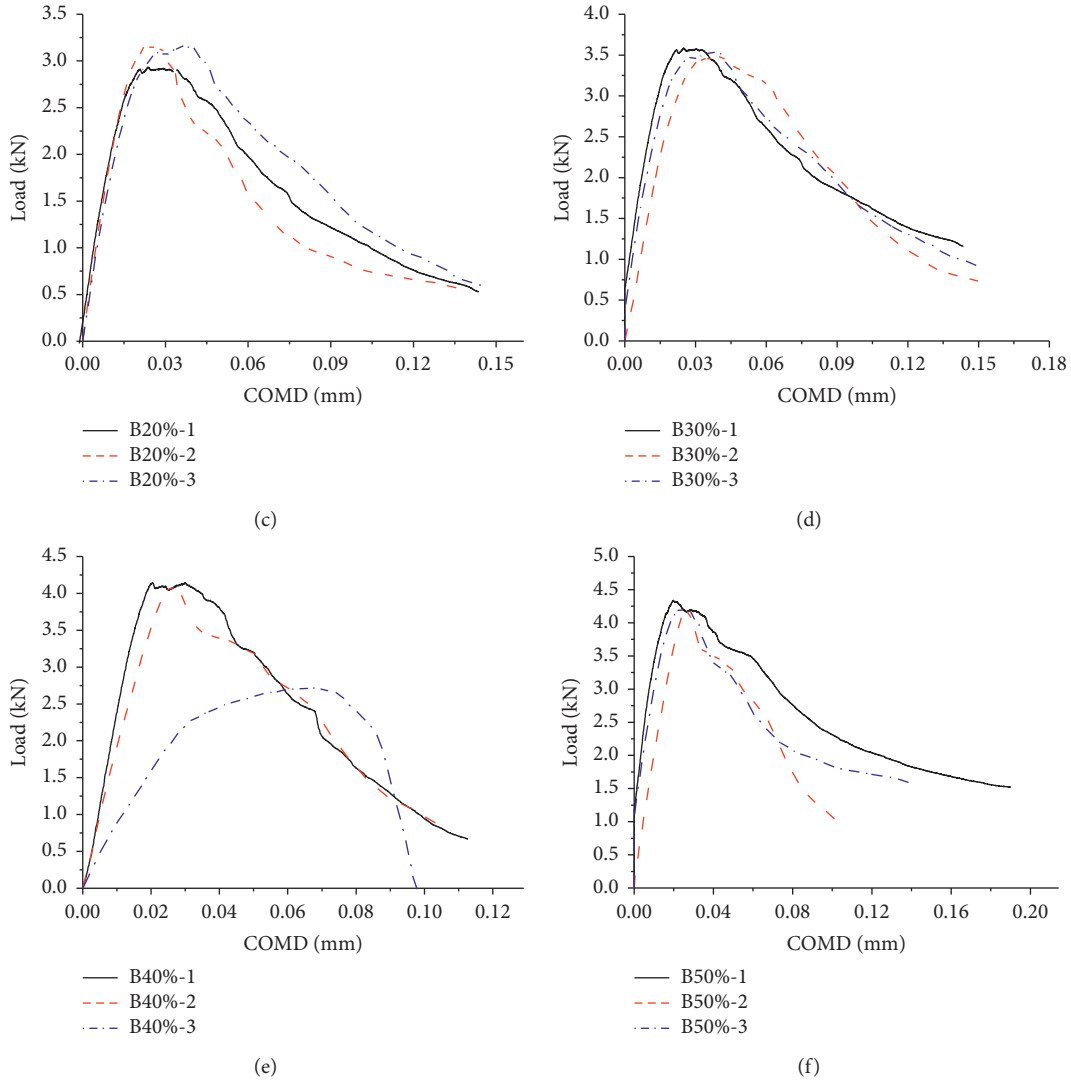 3.5
3.0
2.5
2.0
1.5
1.0
0.5
0.0
Load (kN)
0.00 0.03 0.06 0.09 0.12 0.15
COMD (mm)
B20%-1
B20%-2
B20%-3
(c)
4.0
3.5
3.0
2.5
2.0
1.5
1.0
0.5
0.0
Load (kN)
0.00 0.03 0.06 0.09 0.12 0.15 0.18
COMD (mm)
B30%-1
B30%-2
B30%-3
(d)
4.5
4.0
3.5
3.0
2.5
2.0
1.5
1.0
0.5
0.0
Load (kN)
0.00 0.02 0.04 0.06 0.08 0.10 0.12
COMD (mm)
B40%-1
B40%-2
B40%-3
(e)
5.0
4.5
4.0
3.5
3.0
2.5
2.0
1.5
1.0
0.5
0.0
Load (kN)
0.00 0.04 0.08 0.12 0.16 0.20
COMD (mm)
B50%-1
B50%-2
B50%-3
(f)